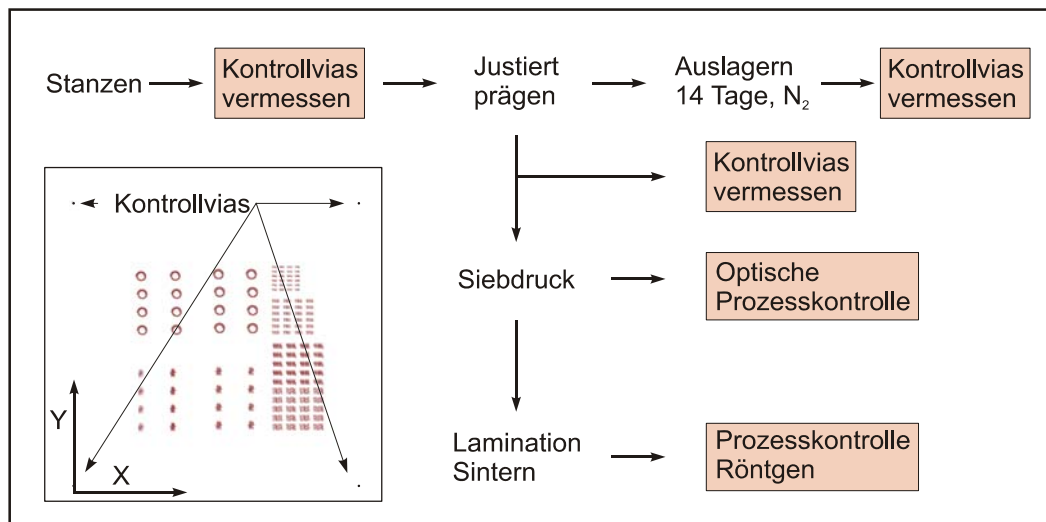 Stanzen
Kontrollvias
vermessen
Justiert
prägen
Auslagern
14 Tage, N₂
Kontrollvias
vermessen
Kontrollvias
vermessen
Kontrollvias
Siebdruck
Optische
Prozesskontrolle
Y
X
Lamination
Sintern
Prozesskontrolle
Röntgen